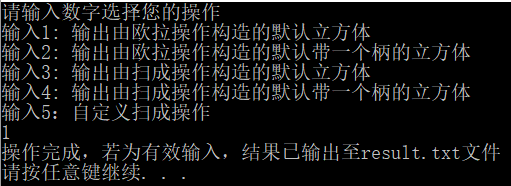 请输入数字选择您的操作
输入1: 输出由欧拉操作构造的默认立方体
输入2: 输出由欧拉操作构造的默认带一个柄的立方体
输入3: 输出由扫成操作构造的默认立方体
输入4: 输出由扫成操作构造的默认带一个柄的立方体
输入5: 自定义扫成操作
1
操作完成，若为有效输入，结果已输出至result.txt文件
请按任意键继续. . .